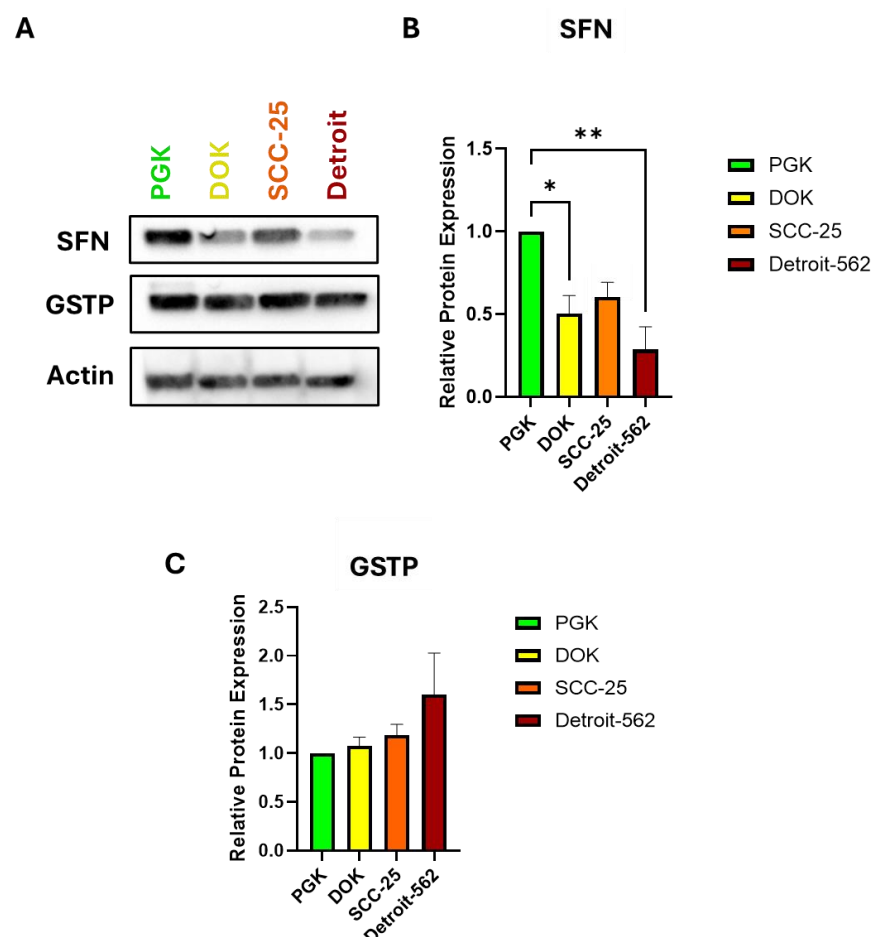 A
PGK
DOK
SCC-25
Detroit
SFN
GSTP
Actin
B
SFN
Relative Protein Expression
1.5
1.0
0.5
0.0
*
**
PGK
DOK
SCC-25
Detroit-562
PGK
DOK
SCC-25
Detroit-562
C
GSTP
Relative Protein Expression
2.5
2.0
1.5
1.0
0.5
0.0
PGK
DOK
SCC-25
Detroit-562
PGK
DOK
SCC-25
Detroit-562